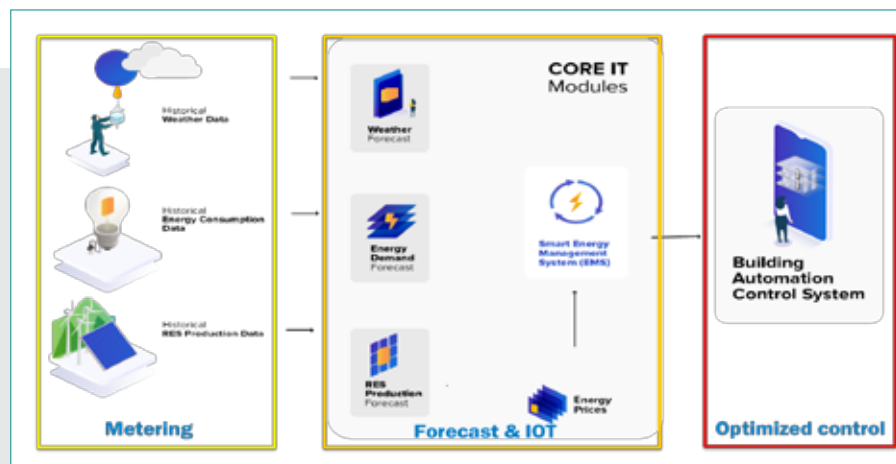 Historical
Weather Data
Historical
Energy Consumption
Data
Historical
RES Production Data
Metering
CORE IT
Modules
Weather
Forecast
Energy
Demand
Forecast
RES
Production
Forecast
Smart Energy
Management
System (EMS)
Energy
Prices
Forecast & IOT
Building
Automation
Control System
Optimized control